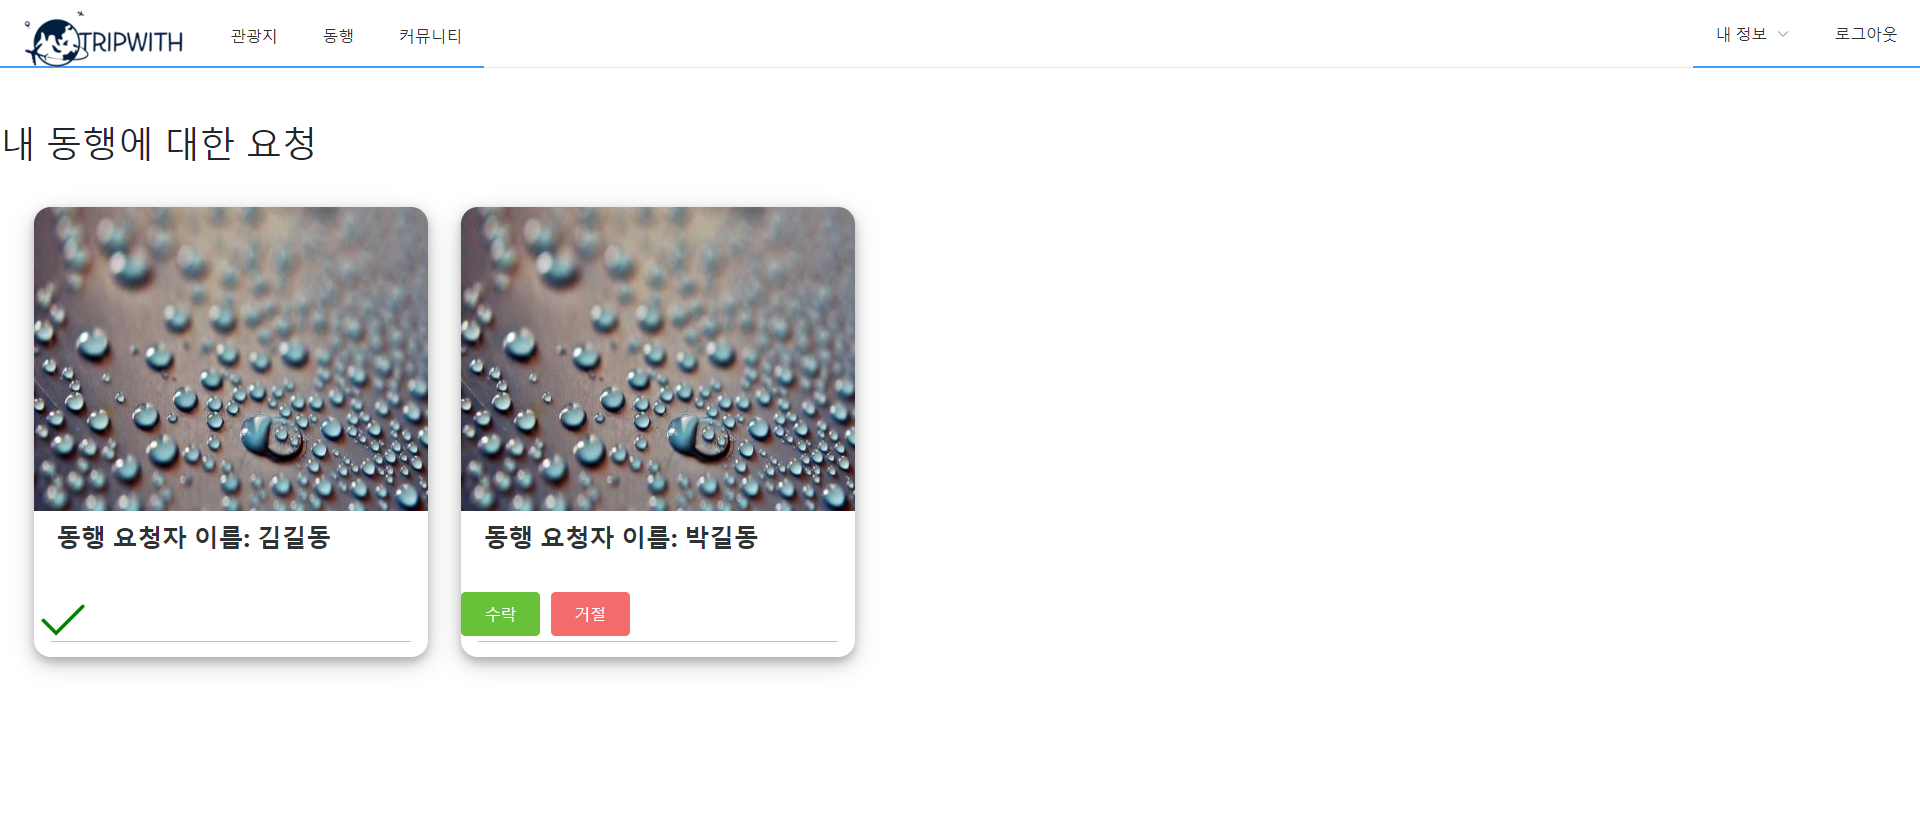 TRIPWITH
관광지
동행
커뮤니티
내 정보
로그아웃
내 동행에 대한 요청
동행 요청자 이름: 김길동
동행 요청자 이름: 박길동
수락
거절